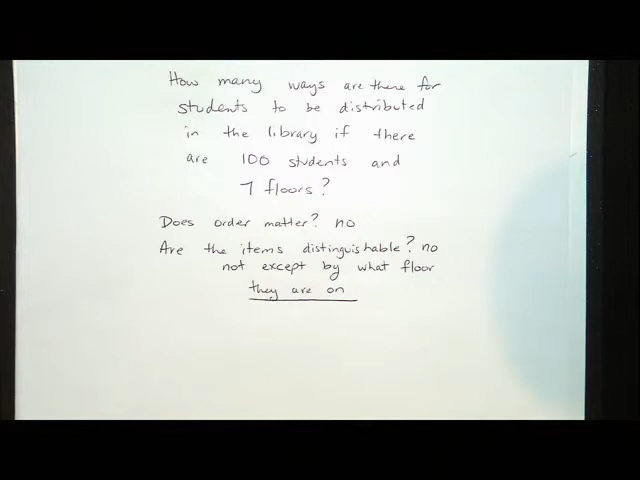 How many ways are there for
students to be distributed
in the library if there
are 100 students and
7 floors?
Does order matter? no
Are the items distinguishable? no
not except by what floor
they are on